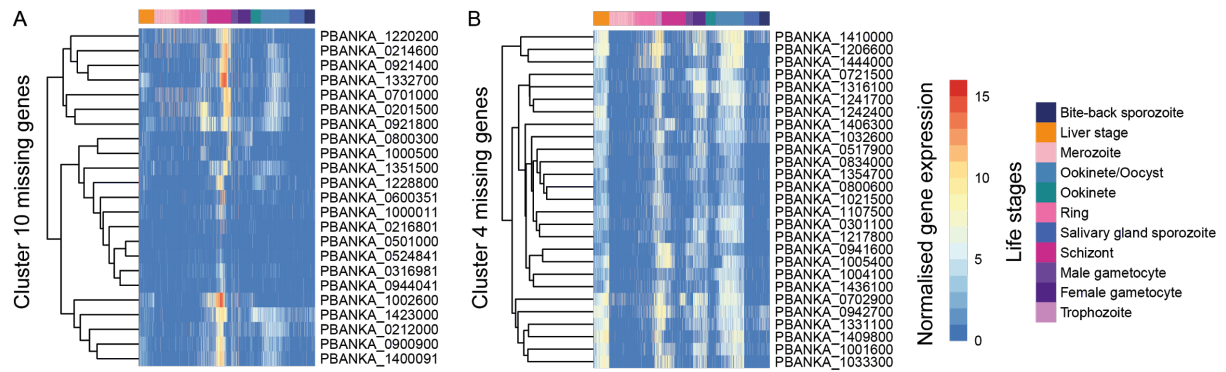 A
Cluster 10 missing genes
PBANKA_1220200
PBANKA_0214600
PBANKA_0921400
PBANKA_1332700
PBANKA_0701000
PBANKA_0201500
PBANKA_0921800
PBANKA_0800300
PBANKA_1000500
PBANKA_1351500
PBANKA_1228800
PBANKA_0600351
PBANKA_1000011
PBANKA_0216801
PBANKA_0501000
PBANKA_0524841
PBANKA_0316981
PBANKA_0944041
PBANKA_1002600
PBANKA_1423000
PBANKA_0212000
PBANKA_0900900
PBANKA_1400091
B
Cluster 4 missing genes
PBANKA_1410000
PBANKA_1206600
PBANKA_1444000
PBANKA_0721500
PBANKA_1316100
PBANKA_1241700
PBANKA_1242400
PBANKA_1406300
PBANKA_1032600
PBANKA_0517900
PBANKA_0834000
PBANKA_1354700
PBANKA_0800600
PBANKA_1021500
PBANKA_1107500
PBANKA_0301100
PBANKA_1217800
PBANKA_0941600
PBANKA_1005400
PBANKA_1004100
PBANKA_1436100
PBANKA_0702900
PBANKA_0942700
PBANKA_1331100
PBANKA_1409800
PBANKA_1001600
PBANKA_1033300
Normalised gene expression
15
10
5
0
Life stages
Bite-back sporozoite
Liver stage
Merozoite
Ookinete/Oocyst
Ookinete
Ring
Salivary gland sporozoite
Schizont
Male gametocyte
Female gametocyte
Trophozoite